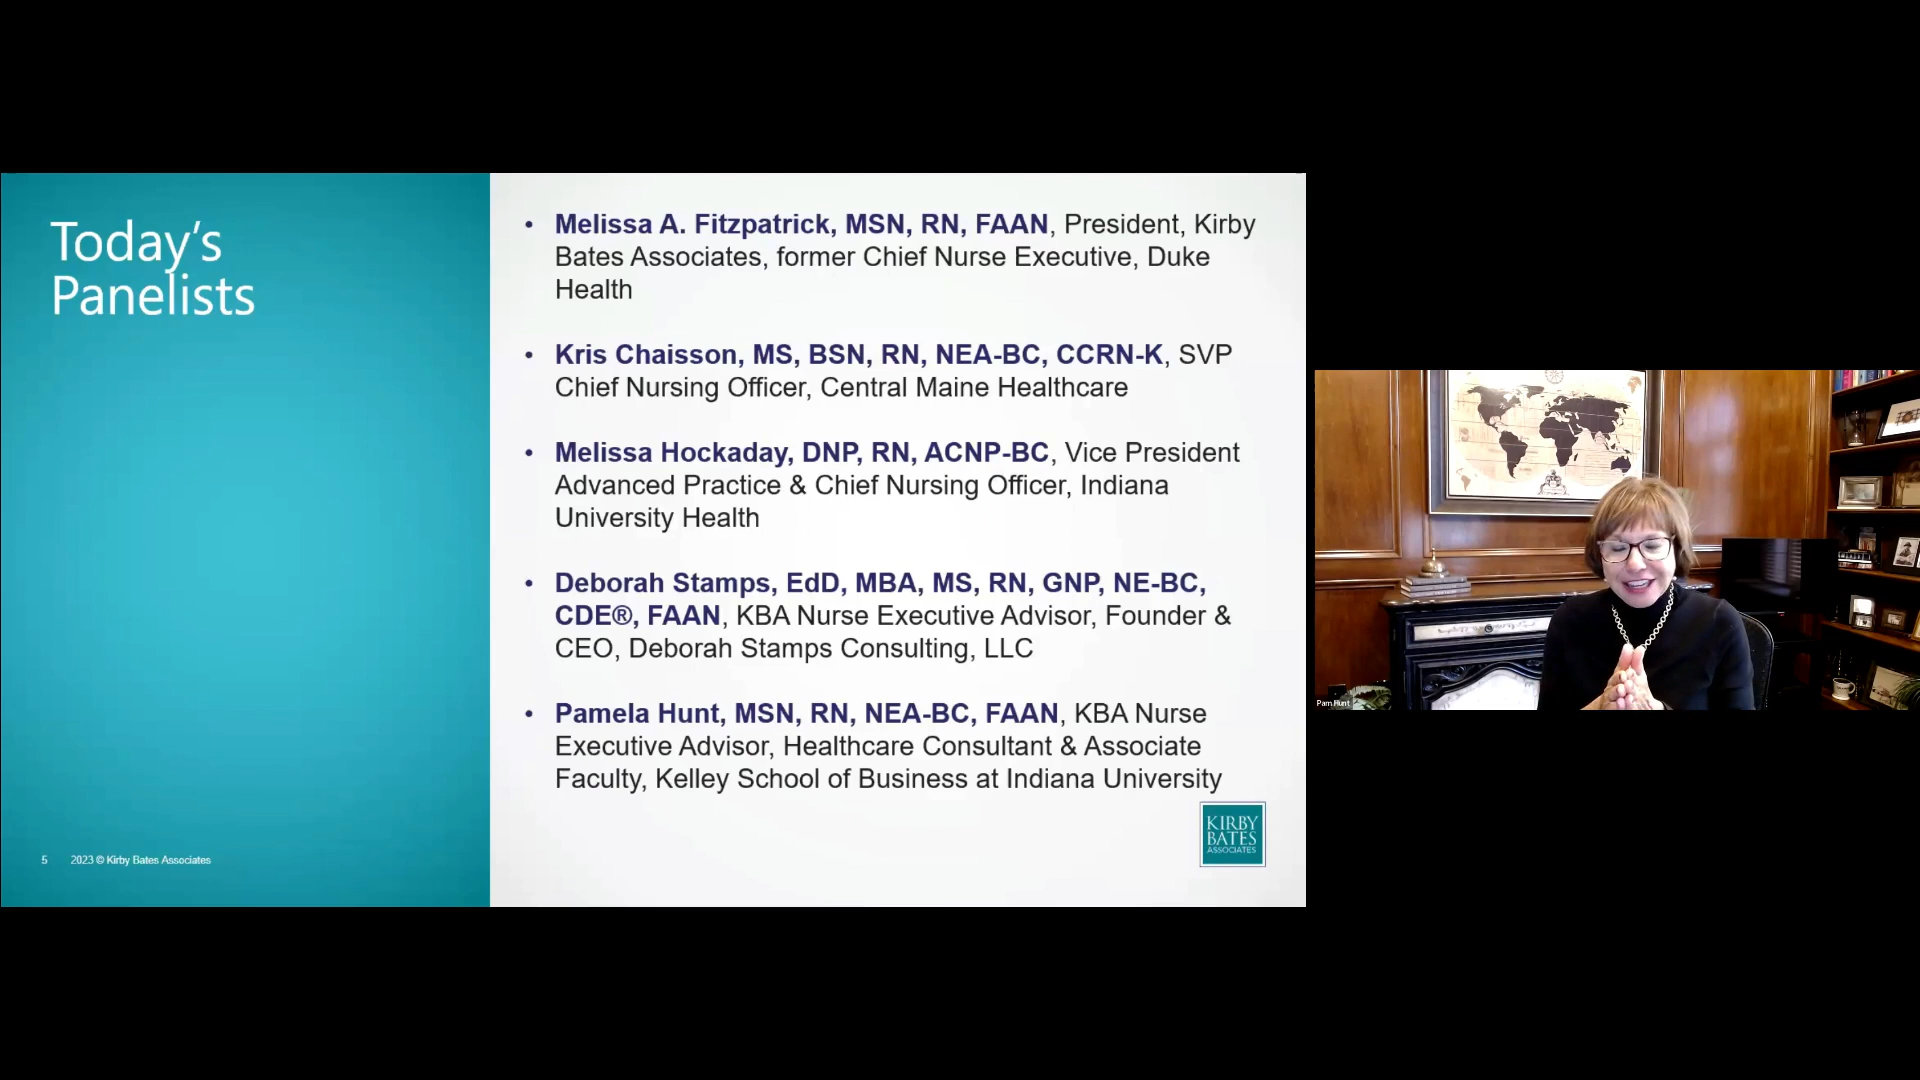 Today's
Panelists
• Melissa A. Fitzpatrick, MSN, RN, FAAN, President, Kirby
Bates Associates, former Chief Nurse Executive, Duke
Health
• Kris Chaisson, MS, BSN, RN, NEA-BC, CCRN-K, SVP
Chief Nursing Officer, Central Maine Healthcare
• Melissa Hockaday, DNP, RN, ACNP-BC, Vice President
Advanced Practice & Chief Nursing Officer, Indiana
University Health
• Deborah Stamps, EdD, MBA, MS, RN, GNP, NE-BC,
CDE®, FAAN, KBA Nurse Executive Advisor, Founder &
CEO, Deborah Stamps Consulting, LLC
• Pamela Hunt, MSN, RN, NEA-BC, FAAN, KBA Nurse
Executive Advisor, Healthcare Consultant & Associate
Faculty, Kelley School of Business at Indiana University
KIRBY
BATES
ASSOCIATES
5 2023 © Kirby Bates Associates
Pam Hunt